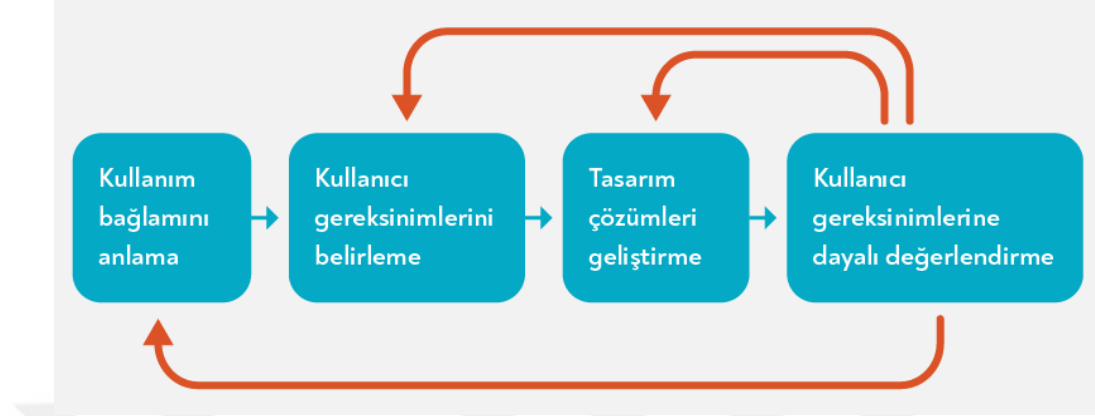 Kullanım
bağlamını
anlama
Kullanıcı
gereksinimlerini
belirleme
Tasarım
çözümleri
geliştirme
Kullanıcı
gereksinimlerine
dayalı değerlendirme